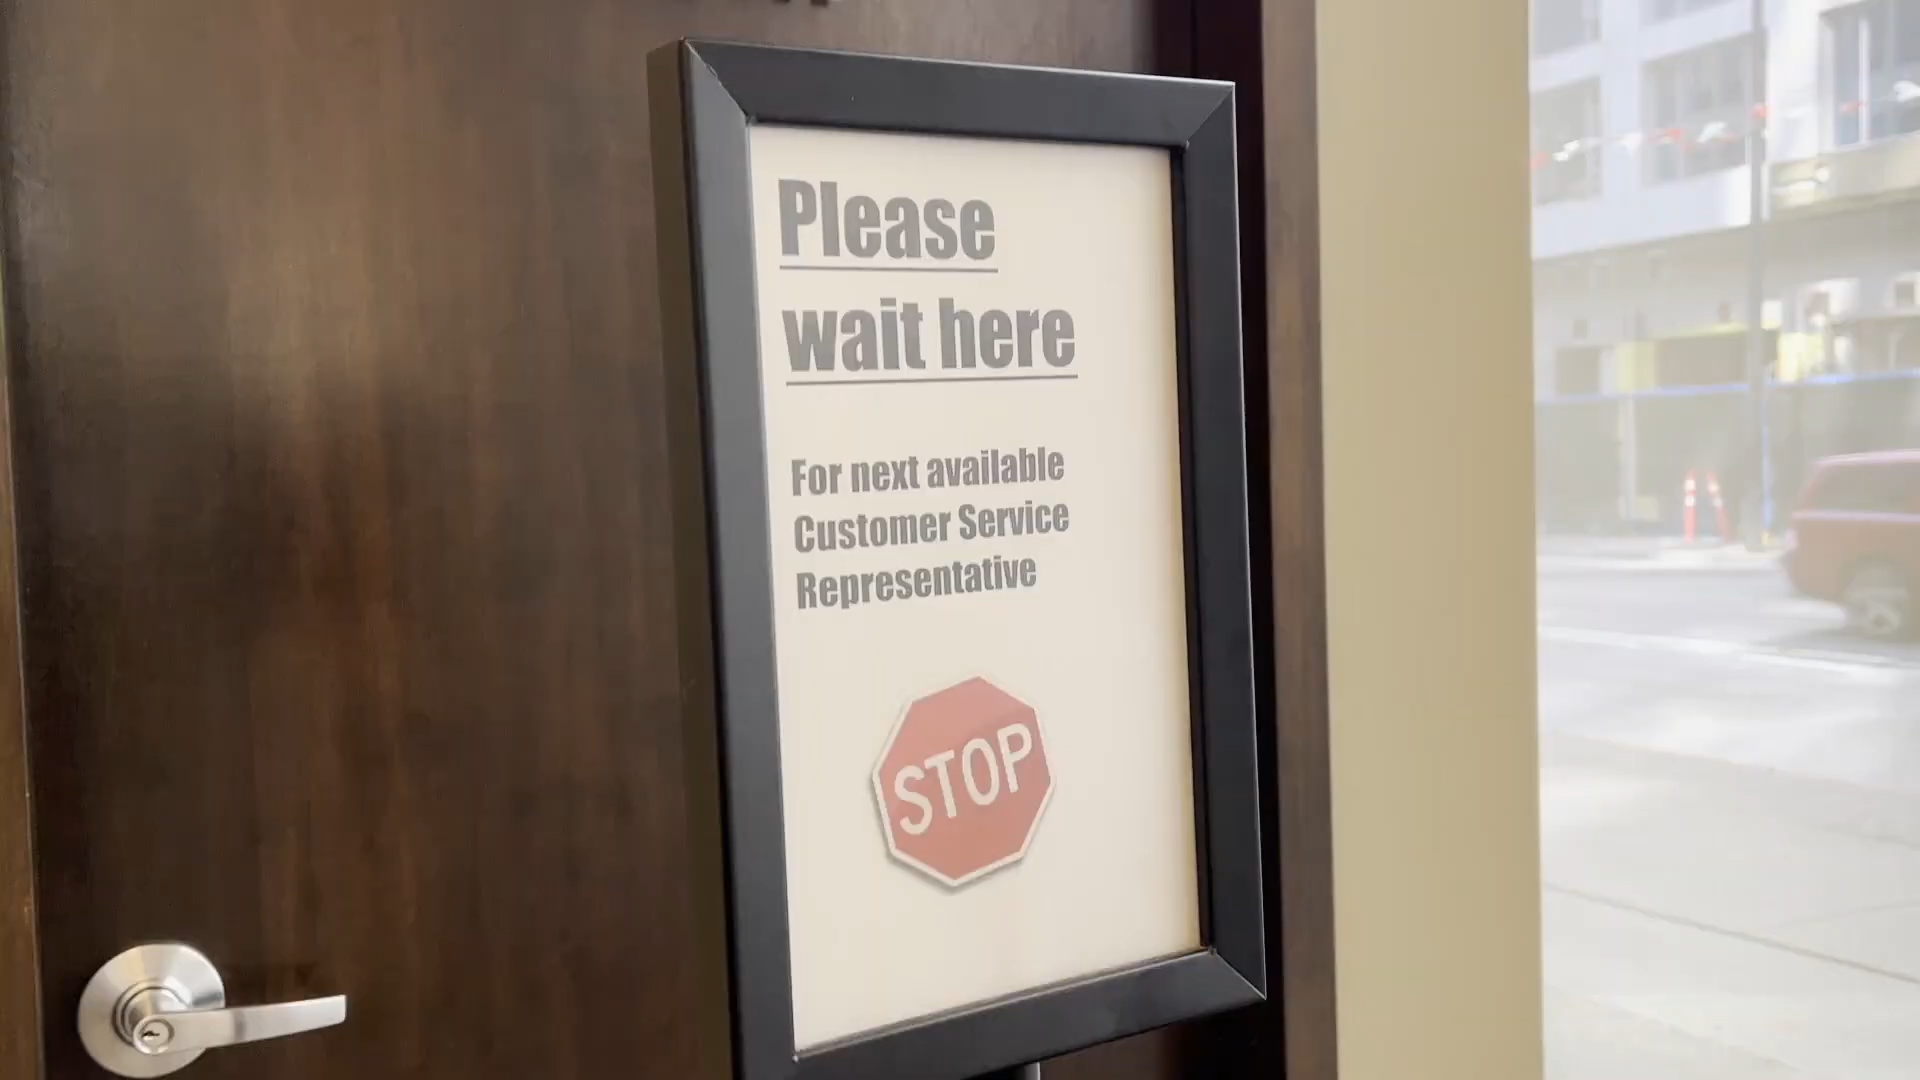 Please
wait here
For next available
Customer Service
Representative
STOP